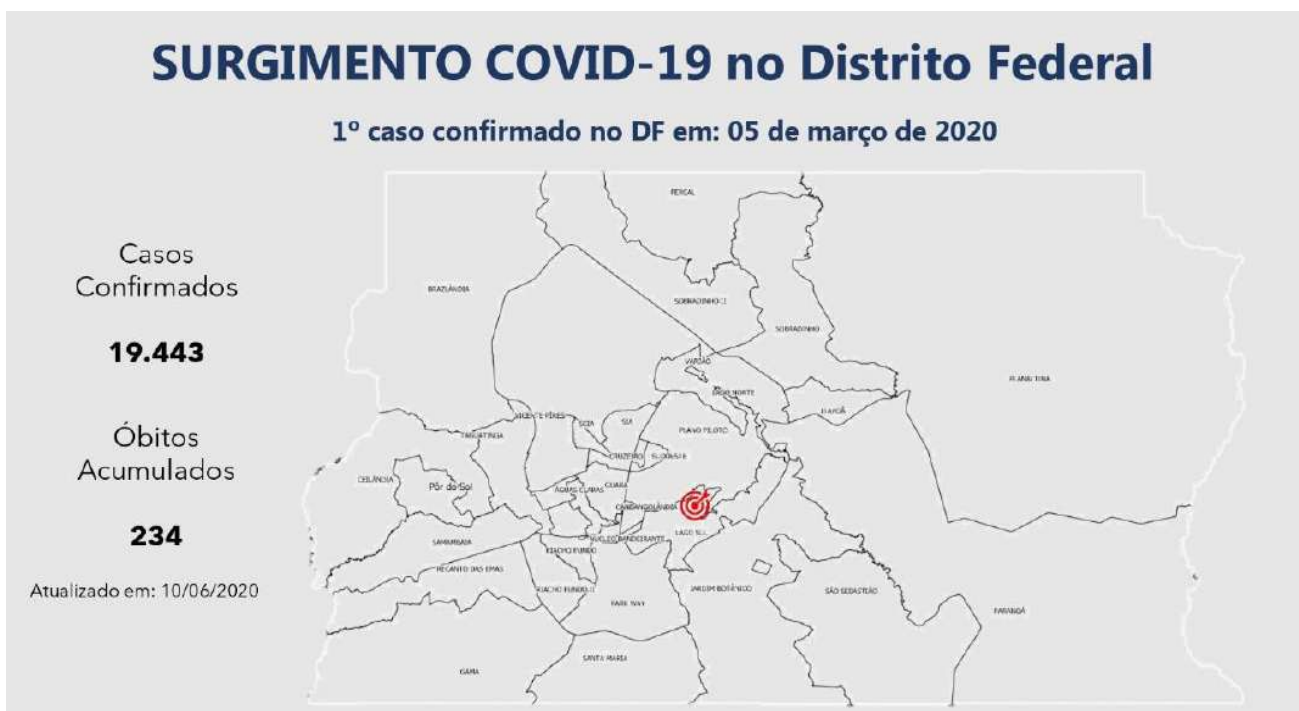 SURGIMENTO COVID-19 no Distrito Federal
1º caso confirmado no DF em: 05 de março de 2020
FERCAL
Casos
Confirmados
19.443
Óbitos
Acumulados
234
Atualizado em: 10/06/2020
BRAZLÂNDIA
SOBRADINHO II
SOBRADINHO
VARJÃO
PLANALTINA
LAGO NORTE
ITAPOÃ
VICENTE PIRES
SCIA
SIA
PLANO PILOTO
TAGUATINGA
CRUZEIRO
SUDOESTE
CEILÂNDIA
Pôr do Sol
ÁGUAS CLARAS
GUARÁ
CANDANGOLÂNDIA
LAGO SUL
SAMAMBAIA
NÚCLEO BANDEIRANTE
RIACHO FUNDO
RECANTO DAS EMAS
RIACHO FUNDO II
PARK WAY
JARDIM BOTÂNICO
SÃO SEBASTIÃO
PARANOÁ
SANTA MARIA
GAMA